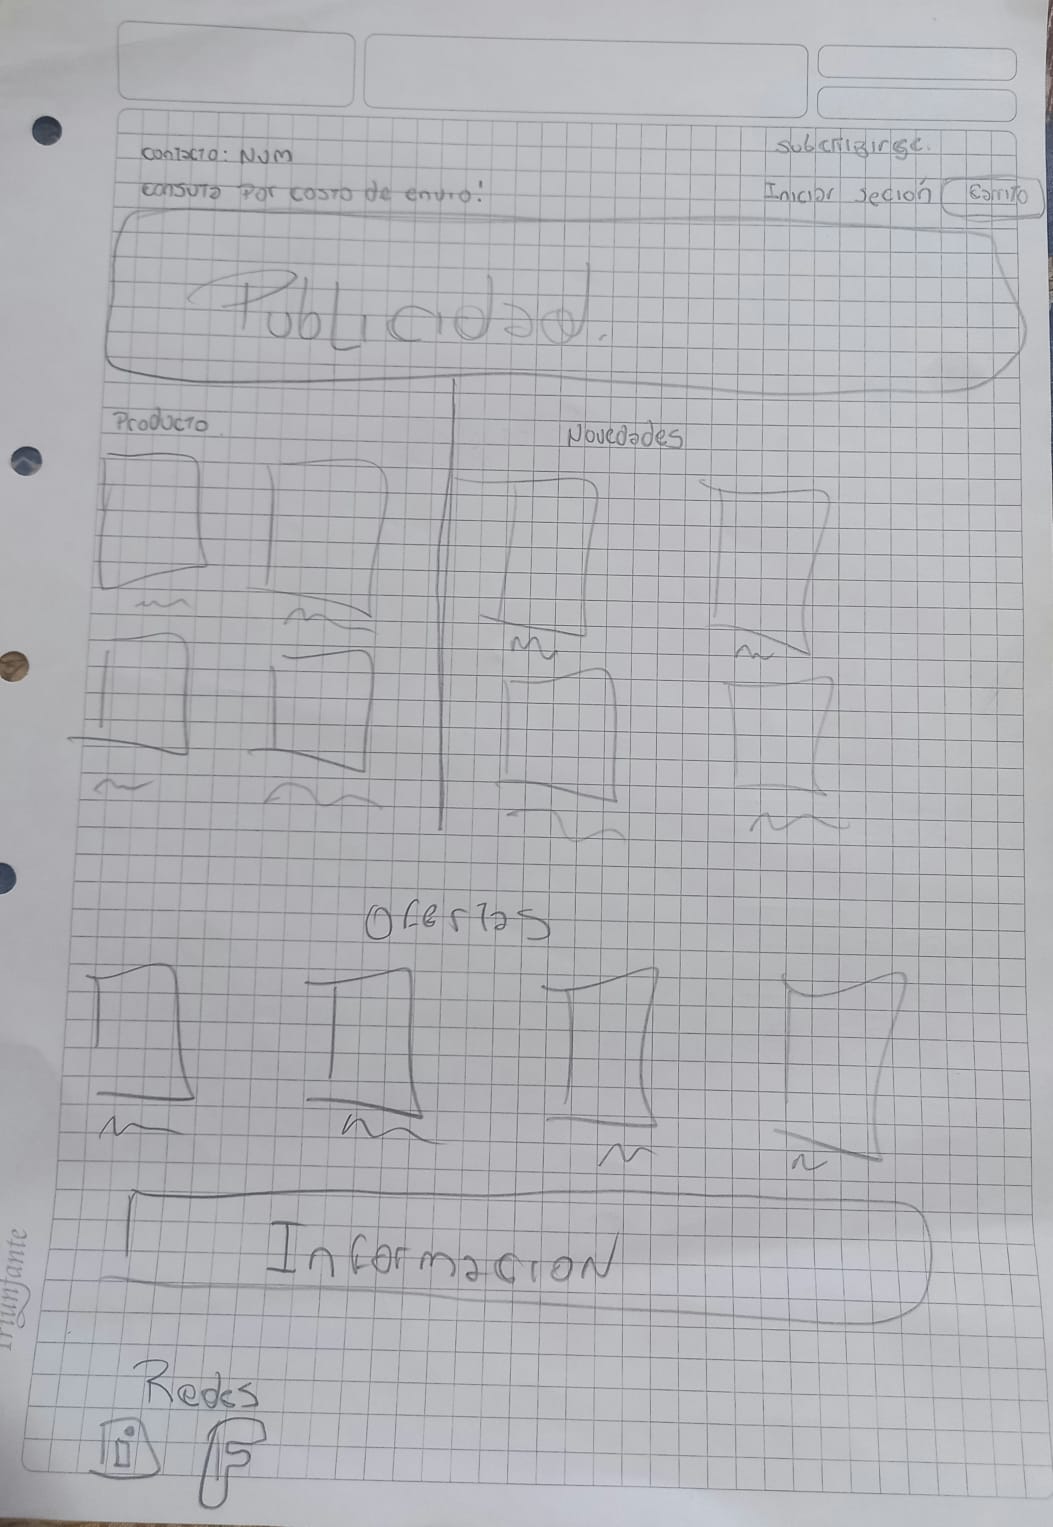 contacto: NUM
subcribirse.
consuta por costo de envio!
Iniciar seción
Carrito
Publicidad.
Producto
Novedades
Ofertas
Informacion
Redes
i
F
Triunfante